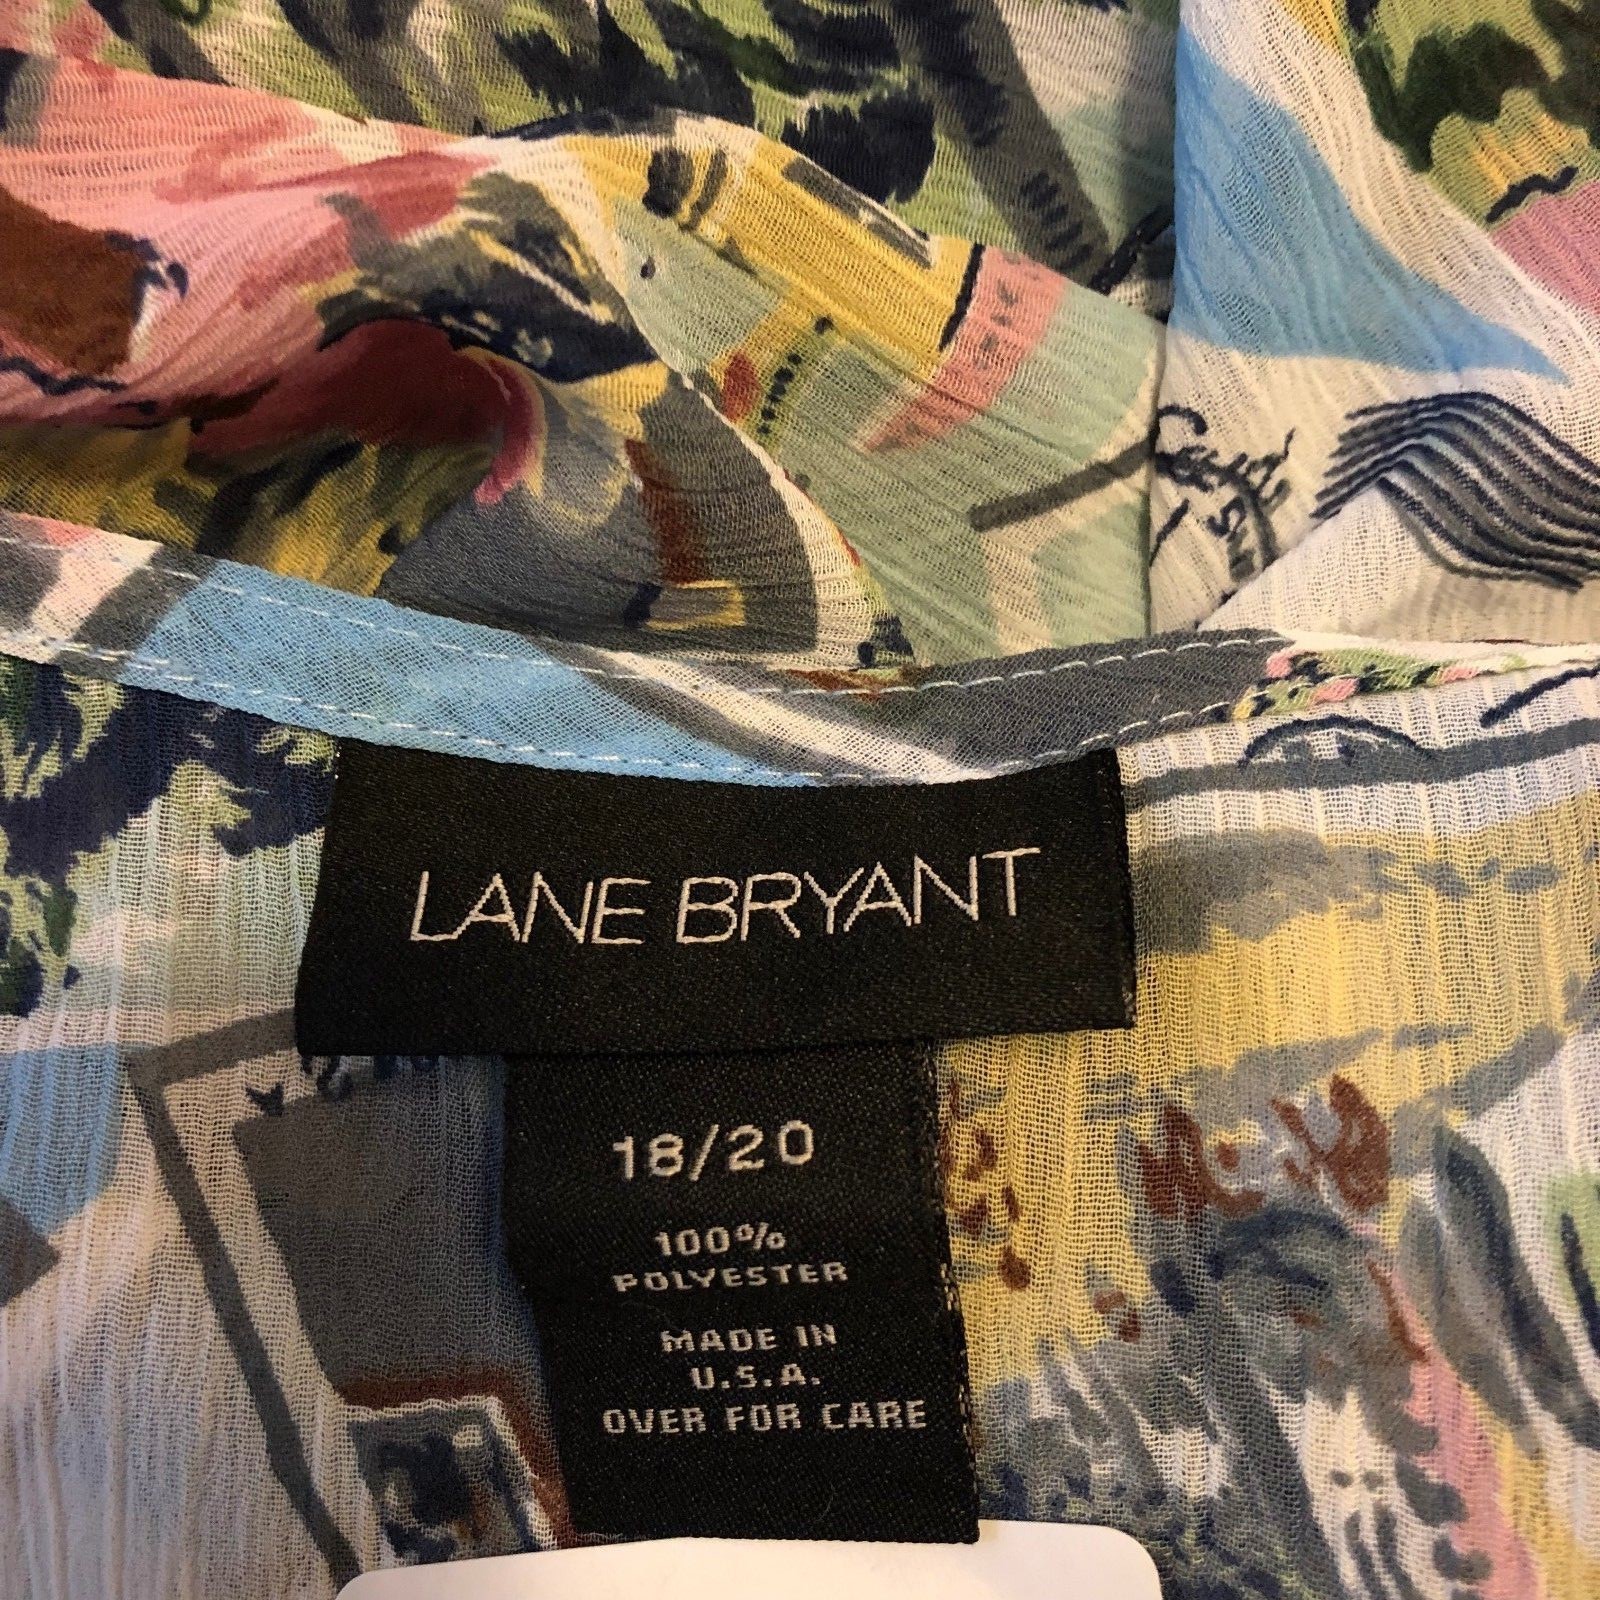 LANE BRYANT
18/20
100%
POLYESTER
MADE IN
U.S.A.
OVER FOR CARE